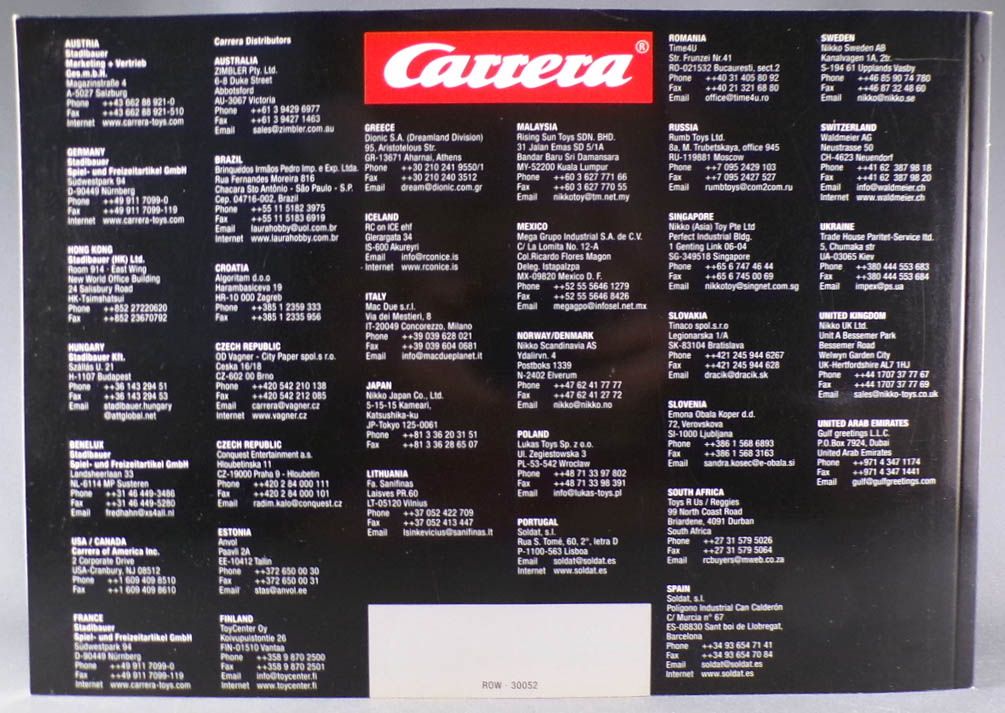 AUSTRIA
Stadlbauer
Marketing + Vertrieb
Ges.m.b.H.
Magazinstraße 4
A-5027 Salzburg
Phone ++43 662 88 921-0
Fax ++43 662 88 921-510
Internet www.carrera-toys.com
GERMANY
Stadlbauer
Spiel- und Freizeitartikel GmbH
Südwestpark 94
D-90449 Nürnberg
Phone ++49 911 7099-0
Fax ++49 911 7099-119
Internet www.carrera-toys.com
HONG KONG
Stadlbauer (HK) Ltd.
Room 914 · East Wing
New World Office Building
24 Salisbury Road
HK-Tsimshatsui
Phone ++852 27220620
Fax ++852 23670792
HUNGARY
Stadlbauer Kft.
Szállás U. 21
H-1107 Budapest
Phone ++36 143 294 51
Fax ++36 143 294 53
Email stadlbauer.hungary
@attglobal.net
BENELUX
Stadlbauer
Spiel- und Freizeitartikel GmbH
Landsheerlaan 33
NL-6114 MP Susteren
Phone ++31 46 449-3486
Fax ++31 46 449-5280
Email fredhahn@xs4all.nl
USA / CANADA
Carrera of America Inc.
2 Corporate Drive
USA-Cranbury, NJ 08512
Phone ++1 609 409 8510
Fax ++1 609 409 8610
FRANCE
Stadlbauer
Spiel- und Freizeitartikel GmbH
Südwestpark 94
D-90449 Nürnberg
Phone ++49 911 7099-0
Fax ++49 911 7099-119
Internet www.carrera-toys.com
Carrera Distributors
AUSTRALIA
ZIMBLER Pty. Ltd.
6-8 Duke Street
Abbotsford
AU-3067 Victoria
Phone ++61 3 9429 6977
Fax ++61 3 9427 1463
Email sales@zimbler.com.au
BRAZIL
Brinquedos Irmãos Pedro Imp. e Exp. Ltda.
Rua Fernandes Moreira 816
Chacara Sto Antônio - São Paulo - S.P.
Cep. 04716-002, Brazil
Phone ++55 11 5182 3975
Fax ++55 11 5183 6919
Email laurahobby@uol.com.br
Internet www.laurahobby.com.br
CROATIA
Algoritam d.o.o
Harambasiceva 19
HR-10 000 Zagreb
Phone ++385 1 2359 333
Fax ++385 1 2335 956
CZECH REPUBLIC
OD Vagner - City Paper spol.s r.o.
Ceska 16/18
CZ-602 00 Brno
Phone ++420 542 210 138
Fax ++420 542 212 085
Email carrera@vagner.cz
Internet www.vagner.cz
CZECH REPUBLIC
Conquest Entertainment a.s.
Hloubetinska 11
CZ-19000 Praha 9 - Hloubetin
Phone ++420 2 84 000 111
Fax ++420 2 84 000 101
Email radim.kalo@conquest.cz
ESTONIA
Anvol
Paavli 2A
EE-10412 Tallin
Phone ++372 650 00 30
Fax ++372 650 00 31
Email stas@anvol.ee
FINLAND
ToyCenter Oy
Koivupuistontie 26
FIN-01510 Vantaa
Phone ++358 9 870 2500
Fax ++358 9 870 2501
Email info@toycenter.fi
Internet www.toycenter.fi
Carrera®
GREECE
Dionic S.A. (Dreamland Division)
95, Aristotelous Str.
GR-13671 Aharnai, Athens
Phone ++30 210 241 9550/1
Fax ++30 210 240 3512
Email dream@dionic.com.gr
ICELAND
RC on ICE ehf
Glerargata 34
IS-600 Akureyri
Email info@rconice.is
Internet www.rconice.is
ITALY
Mac Due s.r.l.
Via dei Mestieri, 8
IT-20049 Concorezzo, Milano
Phone ++39 039 628 021
Fax ++39 039 604 0681
Email info@macdueplanet.it
JAPAN
Nikko Japan Co., Ltd.
5-15-15 Kameari,
Katsushika-ku
JP-Tokyo 125-0061
Phone ++81 3 36 20 31 51
Fax ++81 3 36 28 65 07
LITHUANIA
Fa. Sanifinas
Laisves PR.60
LT-05120 Vilnius
Phone ++37 052 422 709
Fax ++37 052 413 447
Email lsinkevicius@sanifinas.lt
MALAYSIA
Rising Sun Toys SDN. BHD.
31 Jalan Emas SD 5/1A
Bandar Baru Sri Damansara
MY-52200 Kuala Lumpur
Phone ++60 3 627 771 66
Fax ++60 3 627 770 55
Email nikkotoy@tm.net.my
MEXICO
Mega Grupo Industrial S.A. de C.V.
C/ La Lomita No. 12-A
Col.Ricardo Flores Magon
Deleg. Istapalzpa
MX-09820 Mexico D. F.
Phone ++52 55 5646 1279
Fax ++52 55 5646 8426
Email megagpo@infosel.net.mx
NORWAY/DENMARK
Nikko Scandinavia AS
Ydalirvn. 4
Postboks 1339
N-2402 Elverum
Phone ++47 62 41 77 77
Fax ++47 62 41 27 72
Email nikko@nikko.no
POLAND
Lukas Toys Sp. z o.o.
Ul. Zegiestowska 3
PL-53-542 Wroclaw
Phone ++48 71 33 97 802
Fax ++48 71 33 98 391
Email info@lukas-toys.pl
PORTUGAL
Soldat, s.l.
Rua S. Tomé, 60, 2°, letra D
P-1100-563 Lisboa
Email soldat@soldat.es
Internet www.soldat.es
ROW · 30052
ROMANIA
Time4U
Str. Frunzei Nr.41
RO-021532 Bucauresti, sect.2
Phone ++40 31 405 80 92
Fax ++40 21 321 68 80
Email office@time4u.ro
RUSSIA
Rumb Toys Ltd.
8a, M. Trubetskaya, office 945
RU-119881 Moscow
Phone ++7 095 2429 103
Fax ++7 095 2427 527
Email rumbtoys@com2com.ru
SINGAPORE
Nikko (Asia) Toy Pte Ltd
Perfect Industrial Bldg.
1 Genting Link 06-04
SG-349518 Singapore
Phone ++65 6 747 46 44
Fax ++65 6 745 00 69
Email nikkotoy@singnet.com.sg
SLOVAKIA
Tinaco spol.s.r.o
Legionarska 1/A
SK-83104 Bratislava
Phone ++421 245 944 6267
Fax ++421 245 944 628
Email dracik@dracik.sk
SLOVENIA
Emona Obala Koper d.d.
72, Verovskova
SI-1000 Ljubljana
Phone ++386 1 568 6893
Fax ++386 1 568 3163
Email sandra.kosec@e-obala.si
SOUTH AFRICA
Toys R Us / Reggies
99 North Coast Road
Briardene, 4091 Durban
South Africa
Phone ++27 31 579 5026
Fax ++27 31 579 5064
Email rcbuyers@mweb.co.za
SPAIN
Soldat, s.l.
Polígono Industrial Can Calderón
C/ Murcia n° 67
ES-08830 Sant boi de Llobregat,
Barcelona
Phone ++34 93 654 71 41
Fax ++34 93 654 70 84
Email soldat@soldat.es
Internet www.soldat.es
SWEDEN
Nikko Sweden AB
Kanalvagen 1A, 2tr.
S-194 61 Upplands Vasby
Phone ++46 85 90 74 780
Fax ++46 87 32 48 60
Email nikko@nikko.se
SWITZERLAND
Waldmeier AG
Neustrasse 50
CH-4623 Neuendorf
Phone ++41 62 387 98 18
Fax ++41 62 387 98 20
Email info@waldmeier.ch
Internet www.waldmeier.ch
UKRAINE
Trade House Paritet-Service ltd.
5, Chumaka str
UA-03065 Kiev
Phone ++380 444 553 683
Fax ++380 444 553 684
Email impex@ps.ua
UNITED KINGDOM
Nikko UK Ltd.
Unit A Bessemer Park
Bessemer Road
Welwyn Garden City
UK-Hertfordshire AL7 1HJ
Phone ++44 1707 37 77 67
Fax ++44 1707 37 77 69
Email sales@nikko-toys.co.uk
UNITED ARAB EMIRATES
Gulf greetings L.L.C.
P.O.Box 7924, Dubai
United Arab Emirates
Phone ++971 4 347 1174
Fax ++971 4 347 1441
Email gulf@gulfgreetings.com